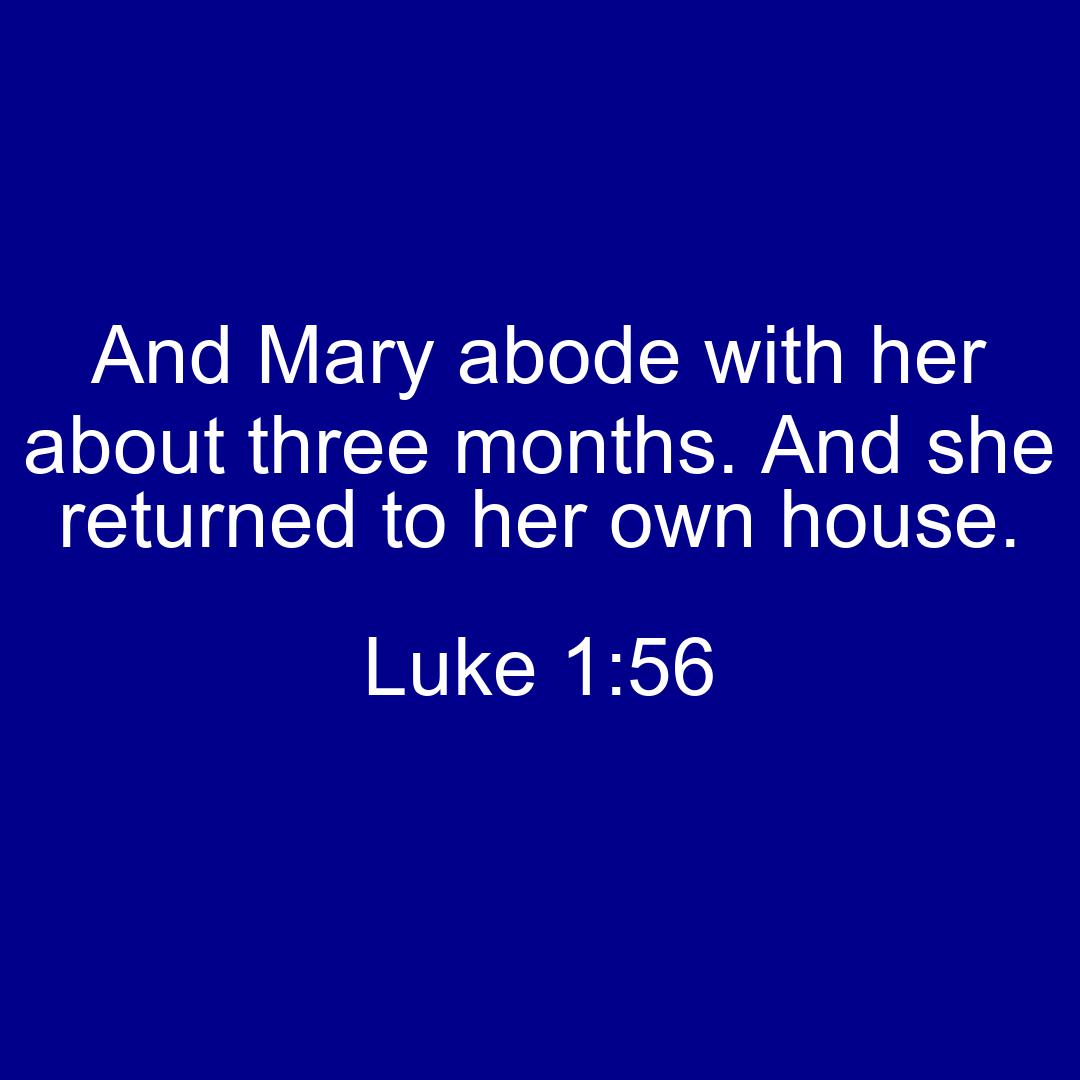 And Mary abode with her
about three months. And she
returned to her own house.
Luke 1:56